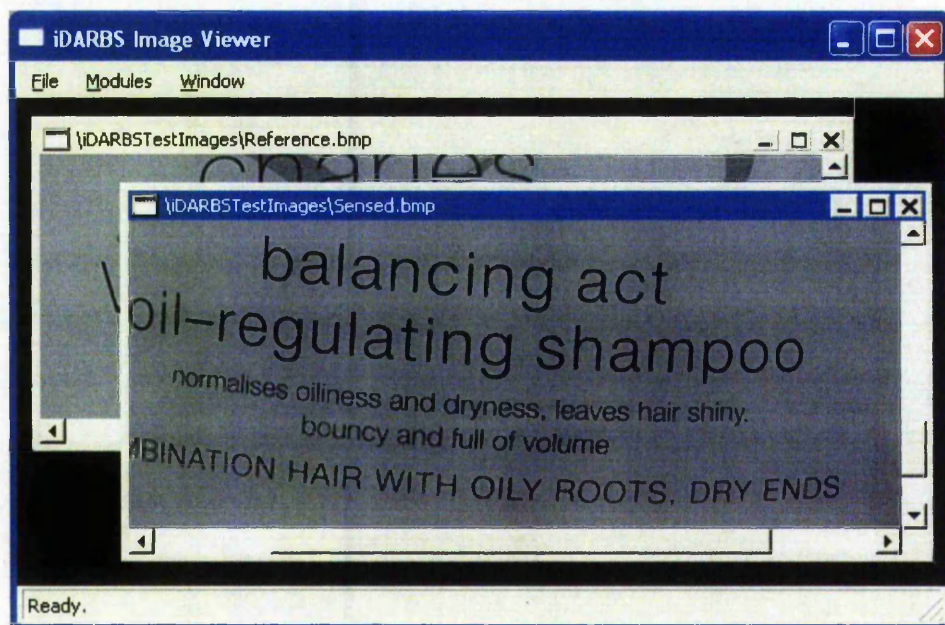 iDARBS Image Viewer
File Modules Window
\iDARBSTestImages\Reference.bmp
charles
\iDARBSTestImages\Sensed.bmp
balancing act
oil–regulating shampoo
normalises oiliness and dryness, leaves hair shiny.
bouncy and full of volume
MBINATION HAIR WITH OILY ROOTS. DRY ENDS
Ready.